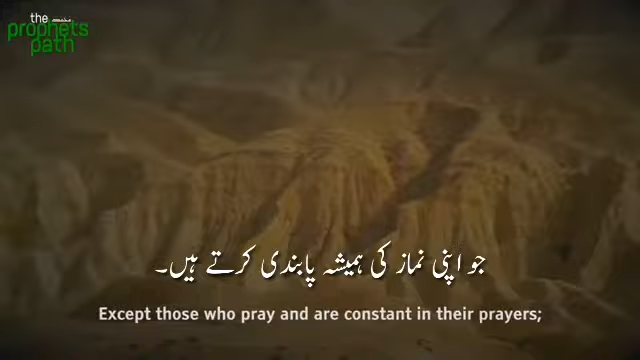 the
prophets
path
جو اپنی نماز کی ہمیشہ پابندی کرتے ہیں۔
Except those who pray and are constant in their prayers;